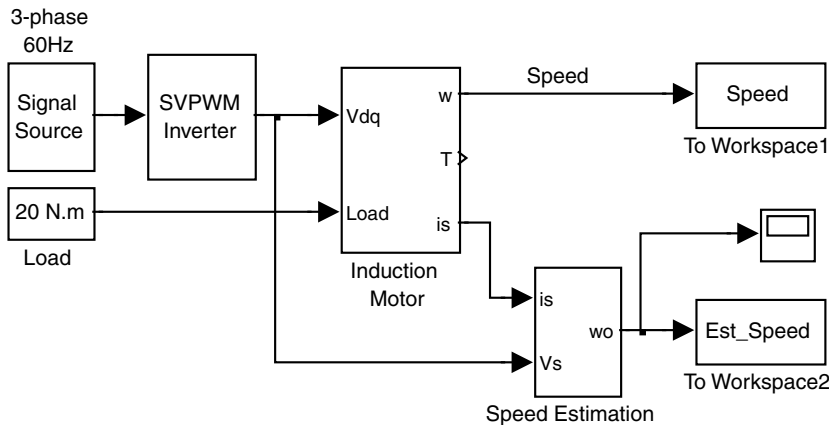 3-phase
60Hz
Signal
Source
SVPWM
Inverter
Vdq
w
T
Load
is
Induction
Motor
Speed
Speed
To Workspace1
20 N.m
Load
is
Vs
wo
Speed Estimation
Est_Speed
To Workspace2